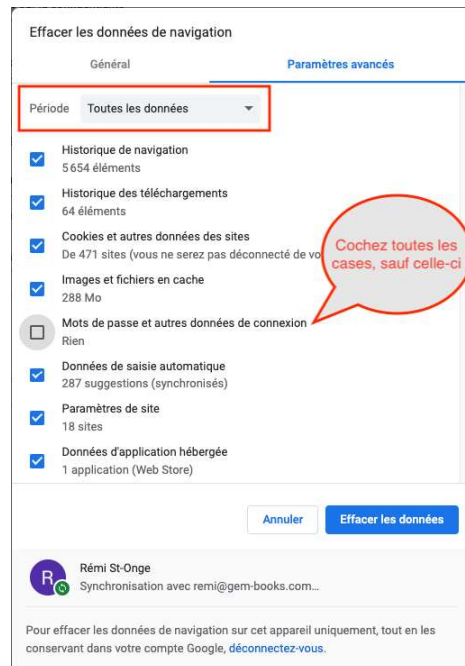 Effacer les données de navigation
Général
Paramètres avancés
Période
Toutes les données
Historique de navigation
5 654 éléments
Historique des téléchargements
64 éléments
Cookies et autres données des sites
De 471 sites (vous ne serez pas déconnecté de vo
Cochez toutes les
cases, sauf celle-ci
Images et fichiers en cache
288 Mo
Mots de passe et autres données de connexion
Rien
Données de saisie automatique
287 suggestions (synchronisés)
Paramètres de site
18 sites
Données d'application hébergée
1 application (Web Store)
Annuler
Effacer les données
R
Rémi St-Onge
Synchronisation avec remi@gem-books.com...
Pour effacer les données de navigation sur cet appareil uniquement, tout en les
conservant dans votre compte Google, déconnectez-vous.